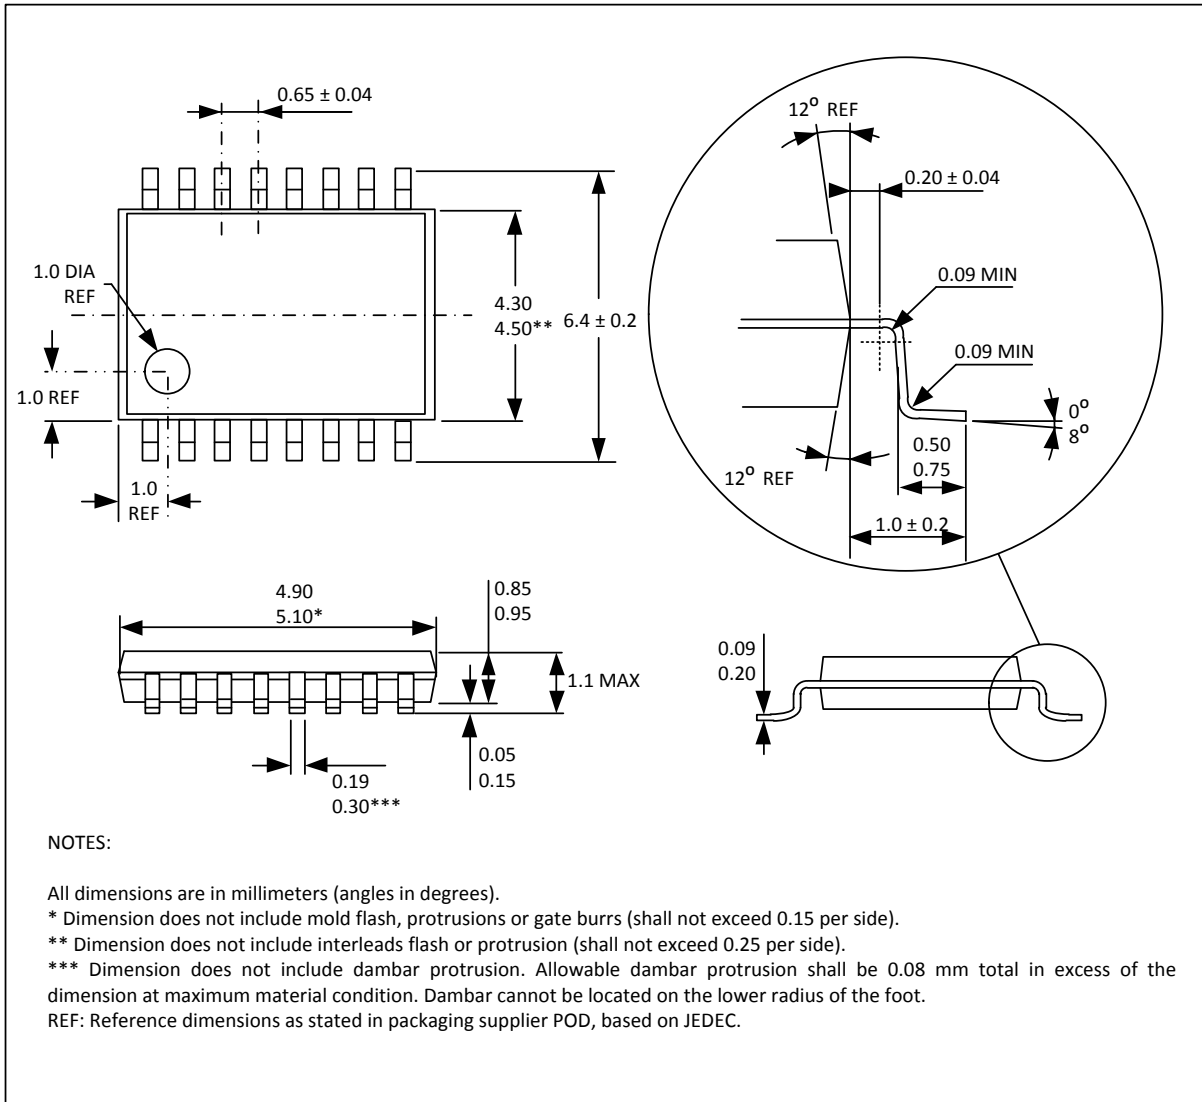 0.65 ± 0.04
1.0 DIA
REF
4.30
4.50**
6.4 ± 0.2
1.0 REF
1.0
REF
12° REF
0.20 ± 0.04
0.09 MIN
0.09 MIN
0°
8°
0.50
0.75
12° REF
1.0 ± 0.2
4.90
5.10*
0.85
0.95
1.1 MAX
0.05
0.15
0.19
0.30***
0.09
0.20
NOTES:
All dimensions are in millimeters (angles in degrees).
* Dimension does not include mold flash, protrusions or gate burrs (shall not exceed 0.15 per side).
** Dimension does not include interleads flash or protrusion (shall not exceed 0.25 per side).
*** Dimension does not include dambar protrusion. Allowable dambar protrusion shall be 0.08 mm total in excess of the
dimension at maximum material condition. Dambar cannot be located on the lower radius of the foot.
REF: Reference dimensions as stated in packaging supplier POD, based on JEDEC.